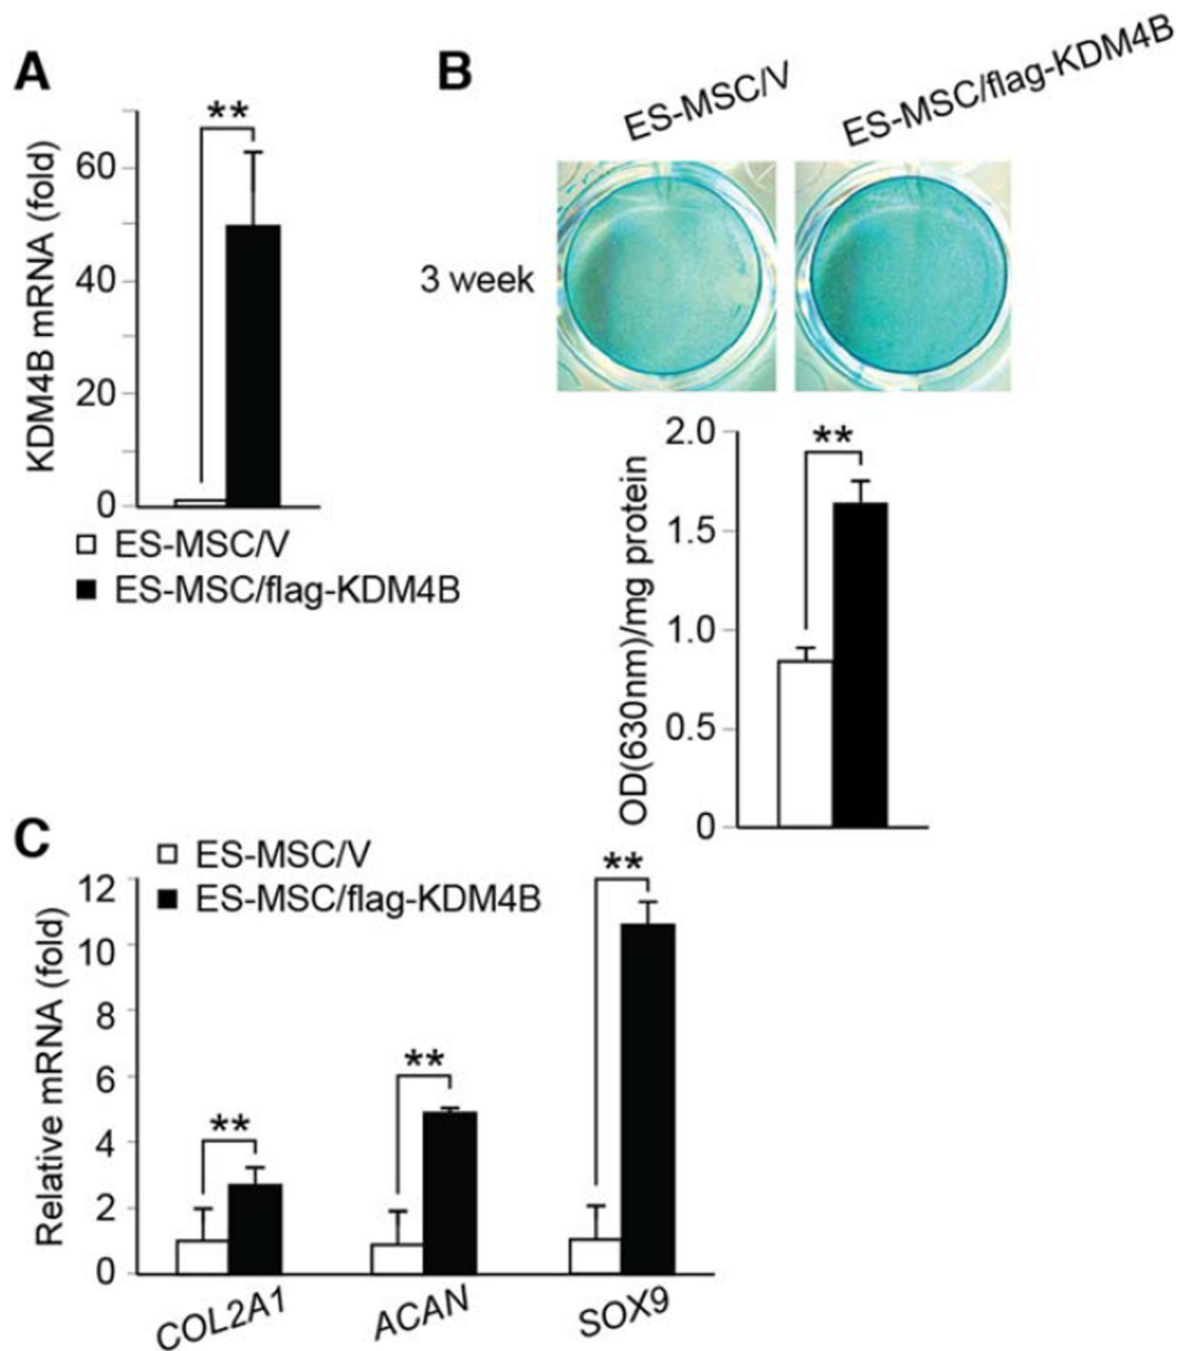 A
KDM4B mRNA (fold)
60
40
20
0
**
ES-MSC/V
ES-MSC/flag-KDM4B
B
ES-MSC/V
ES-MSC/flag-KDM4B
3 week
OD(630nm)/mg protein
2.0
1.5
1.0
0.5
0
**
C
ES-MSC/V
ES-MSC/flag-KDM4B
Relative mRNA (fold)
12
10
8
6
4
2
0
**
**
**
COL2A1
ACAN
SOX9